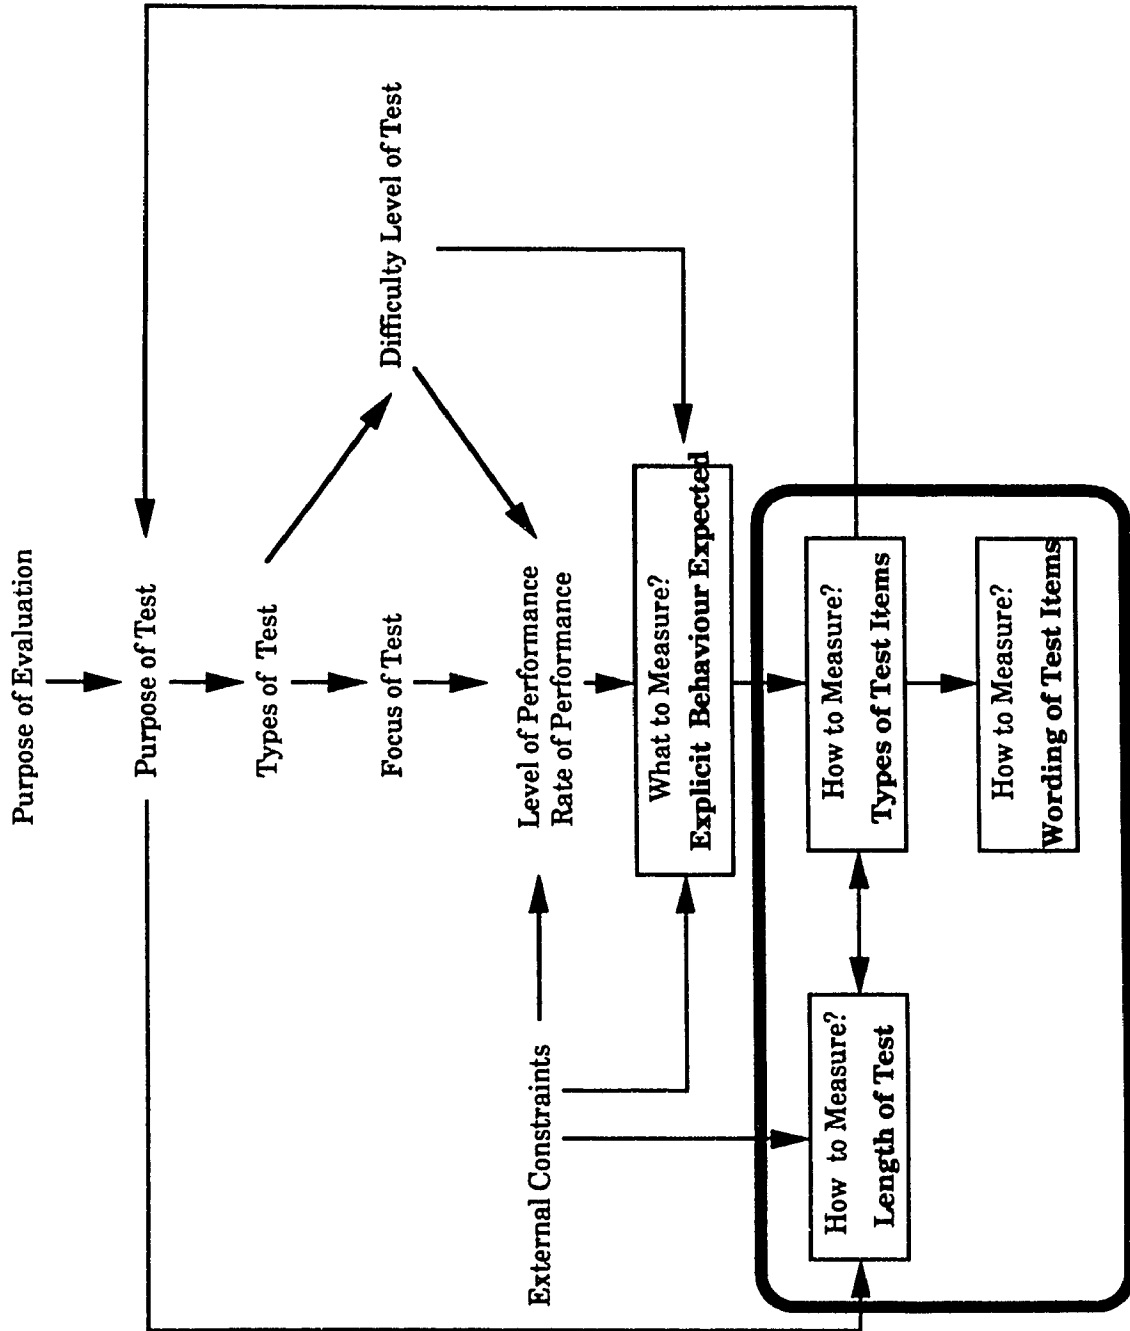 Purpose of Evaluation
Purpose of Test
Types of Test
Difficulty Level of Test
Focus of Test
External Constraints
Level of Performance
Rate of Performance
What to Measure?
Explicit Behaviour Expected
How to Measure?
Length of Test
How to Measure?
Types of Test Items
How to Measure?
Wording of Test Items